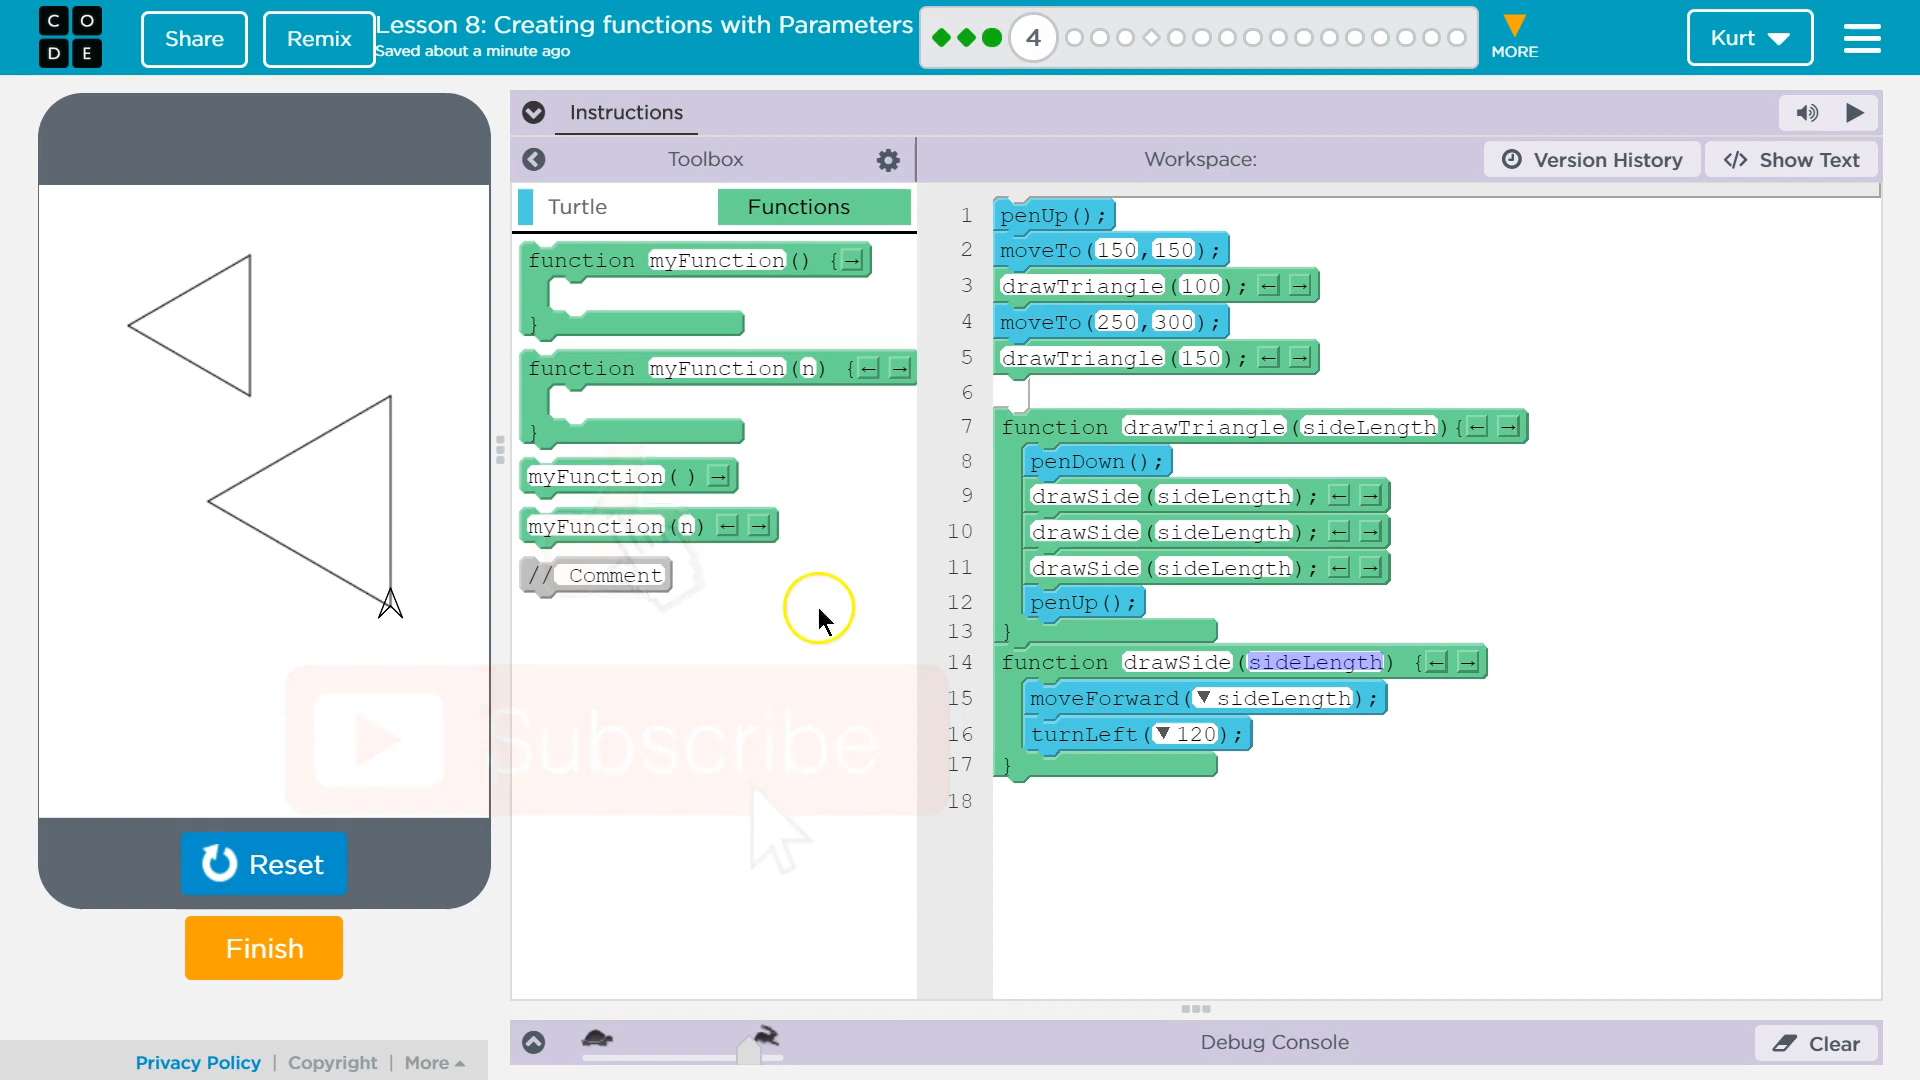 C O
D E
Share
Remix
Lesson 8: Creating functions with Parameters
Saved about a minute ago
4
MORE
Kurt
Instructions
Toolbox
Workspace:
Version History
</> Show Text
Turtle
Functions
function myFunction() {
}
function myFunction(n) {
}
myFunction()
myFunction(n)
// Comment
1 penUp();
2 moveTo(150,150);
3 drawTriangle(100);
4 moveTo(250,300);
5 drawTriangle(150);
6
7 function drawTriangle(sideLength){
8 penDown();
9 drawSide(sideLength);
10 drawSide(sideLength);
11 drawSide(sideLength);
12 penUp();
13 }
14 function drawSide(sideLength) {
15 moveForward(sideLength);
16 turnLeft(120);
17 }
18
Subscribe
Reset
Finish
Debug Console
Clear
Privacy Policy | Copyright | More